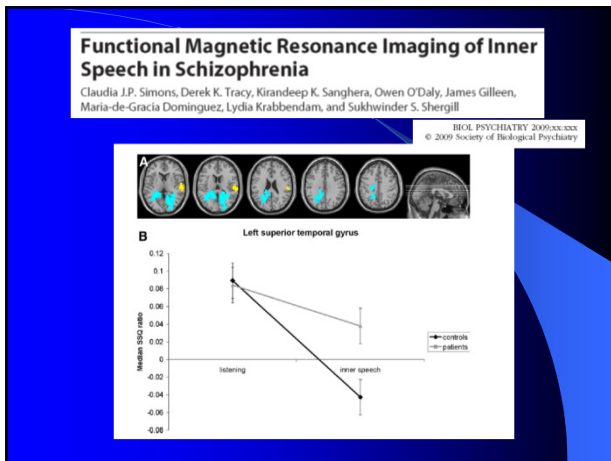 Functional Magnetic Resonance Imaging of Inner
Speech in Schizophrenia
Claudia J.P. Simons, Derek K. Tracy, Kirandeep K. Sanghera, Owen O'Daly, James Gilleen,
Maria-de-Gracia Dominguez, Lydia Krabbendam, and Sukhwinder S. Shergill
BIOL PSYCHIATRY 2009;xx:xxx
© 2009 Society of Biological Psychiatry
A
B
Left superior temporal gyrus
0.12
0.1
0.08
0.06
0.04
0.02
0
-0.02
-0.04
-0.06
-0.08
Median SSQ ratio
listening
inner speech
controls
patients